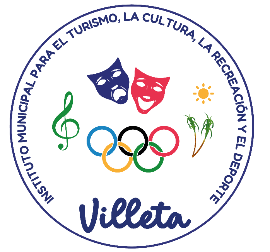 INSTITUTO MUNICIPAL PARA EL TURISMO, LA CULTURA, LA RECREACIÓN Y EL DEPORTE
Villeta